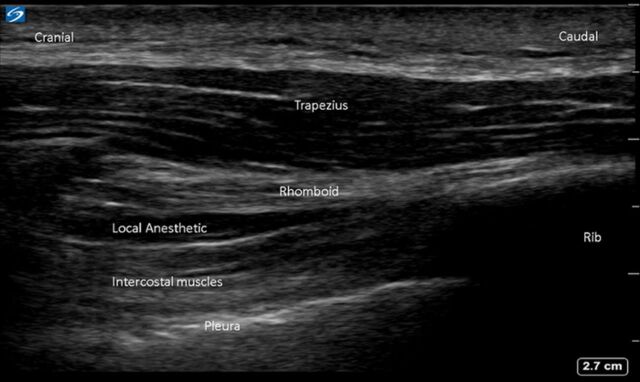 Cranial
Caudal
Trapezius
Rhomboid
Local Anesthetic
Rib
Intercostal muscles
Pleura
2.7 cm